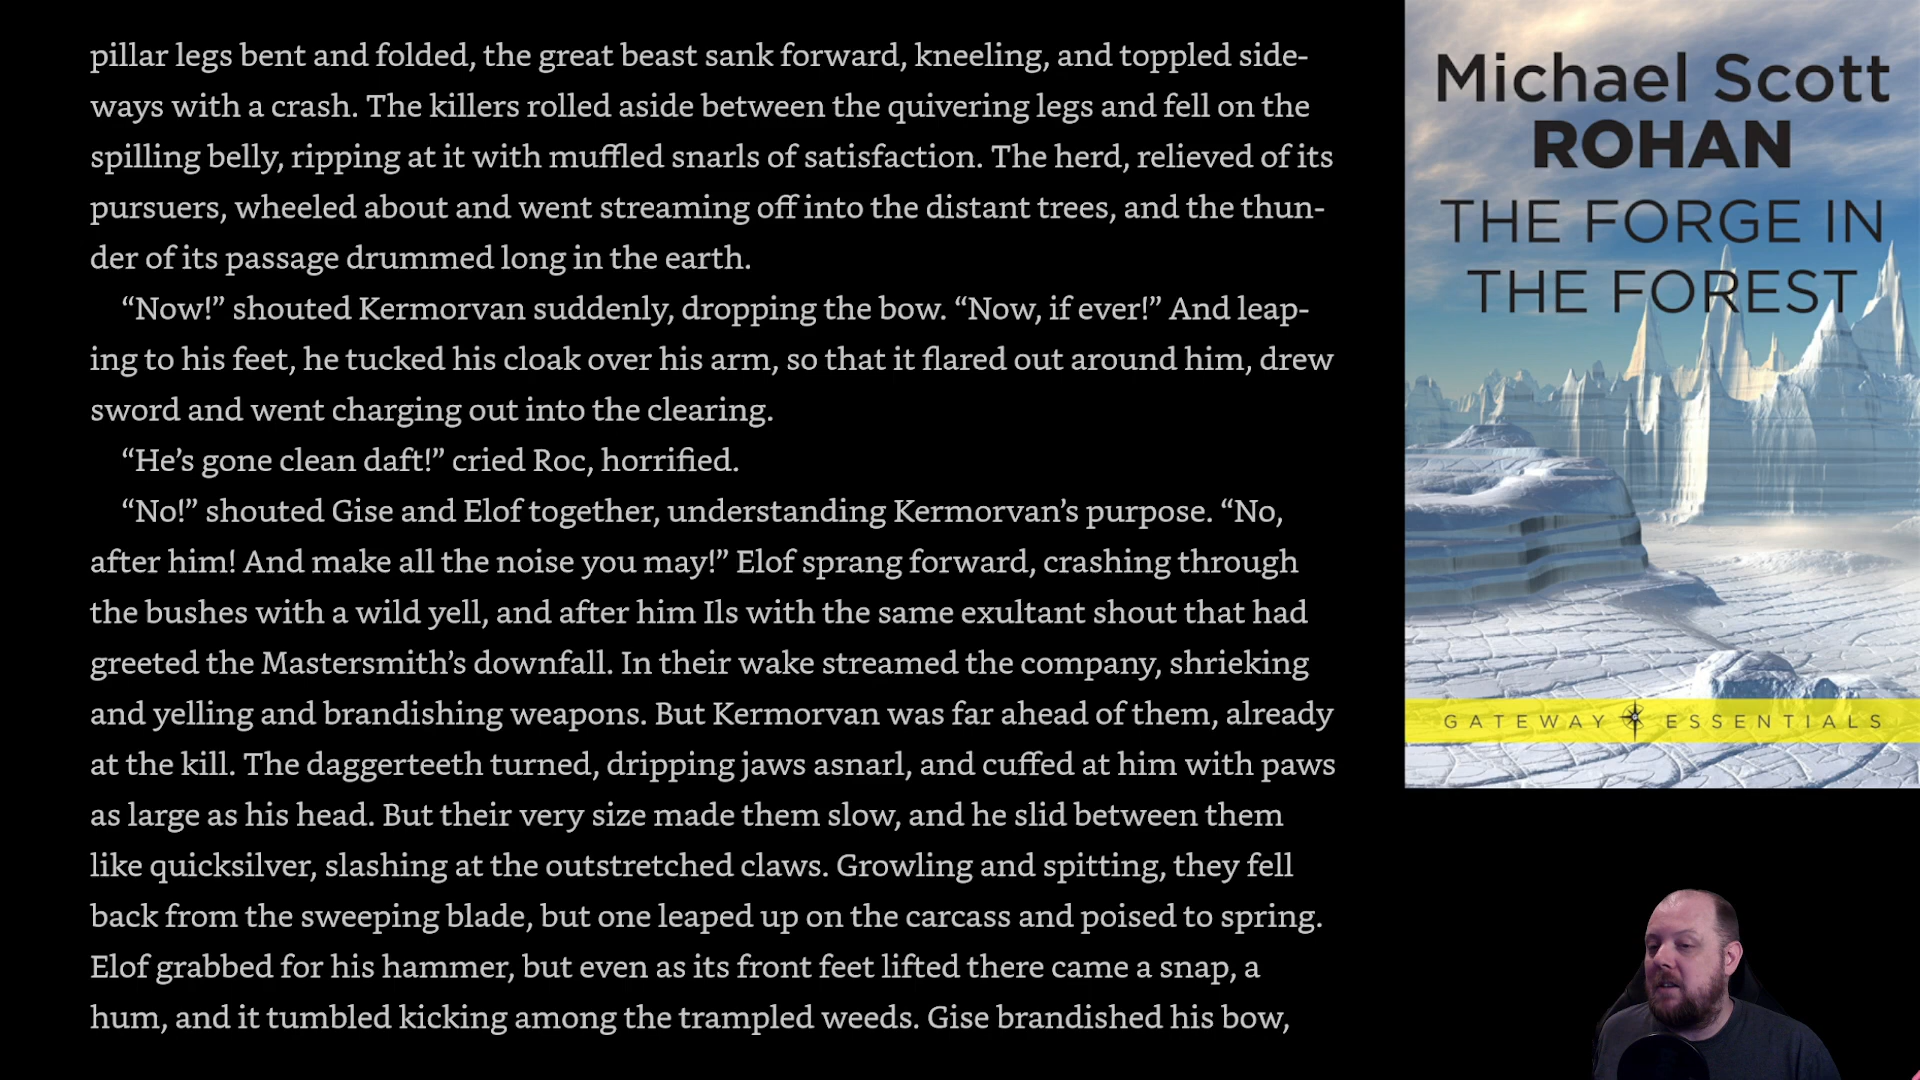 pillar legs bent and folded, the great beast sank forward, kneeling, and toppled side-
ways with a crash. The killers rolled aside between the quivering legs and fell on the
spilling belly, ripping at it with muffled snarls of satisfaction. The herd, relieved of its
pursuers, wheeled about and went streaming off into the distant trees, and the thun-
der of its passage drummed long in the earth.
“Now!” shouted Kermorvan suddenly, dropping the bow. “Now, if ever!” And leap-
ing to his feet, he tucked his cloak over his arm, so that it flared out around him, drew
sword and went charging out into the clearing.
“He’s gone clean daft!” cried Roc, horrified.
“No!” shouted Gise and Elof together, understanding Kermorvan’s purpose. “No,
after him! And make all the noise you may!” Elof sprang forward, crashing through
the bushes with a wild yell, and after him Ils with the same exultant shout that had
greeted the Mastersmith’s downfall. In their wake streamed the company, shrieking
and yelling and brandishing weapons. But Kermorvan was far ahead of them, already
at the kill. The daggerteeth turned, dripping jaws asnarl, and cuffed at him with paws
as large as his head. But their very size made them slow, and he slid between them
like quicksilver, slashing at the outstretched claws. Growling and spitting, they fell
back from the sweeping blade, but one leaped up on the carcass and poised to spring.
Elof grabbed for his hammer, but even as its front feet lifted there came a snap, a
hum, and it tumbled kicking among the trampled weeds. Gise brandished his bow,
Michael Scott
ROHAN
THE FORGE IN
THE FOREST
GATEWAY ESSENTIALS